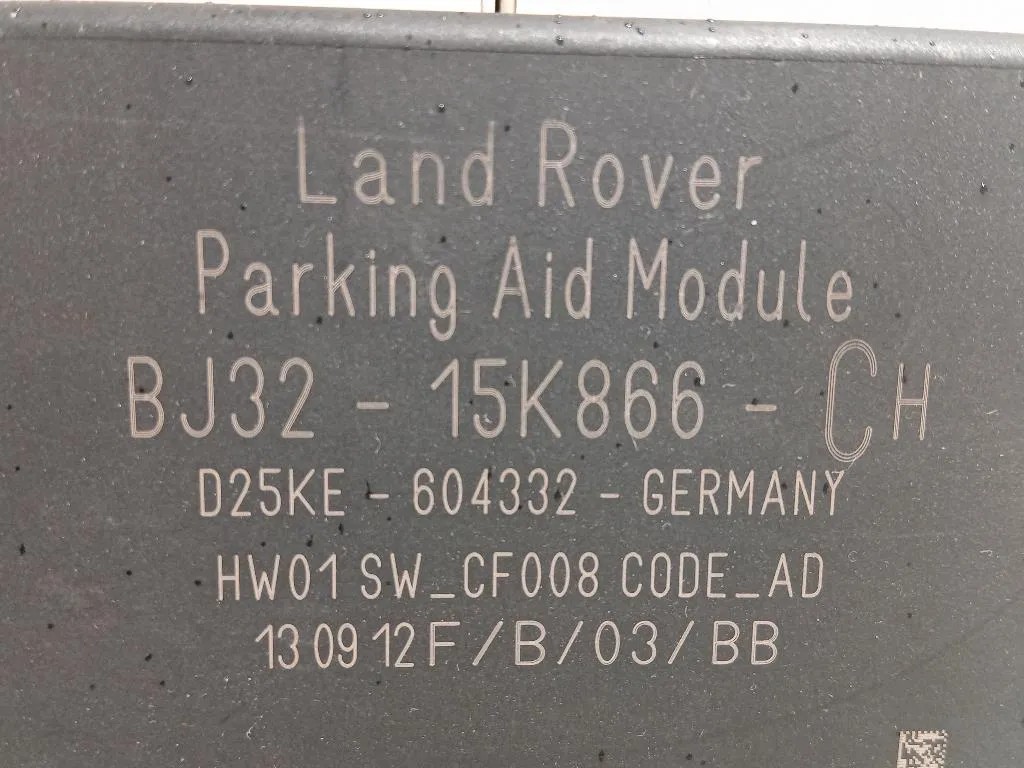 Land Rover
Parking Aid Module
BJ32 - 15K866 - CH
D25KE - 604332 - GERMANY
HW01 SW_CF008 CODE_AD
13 09 12 F/B/03/BB